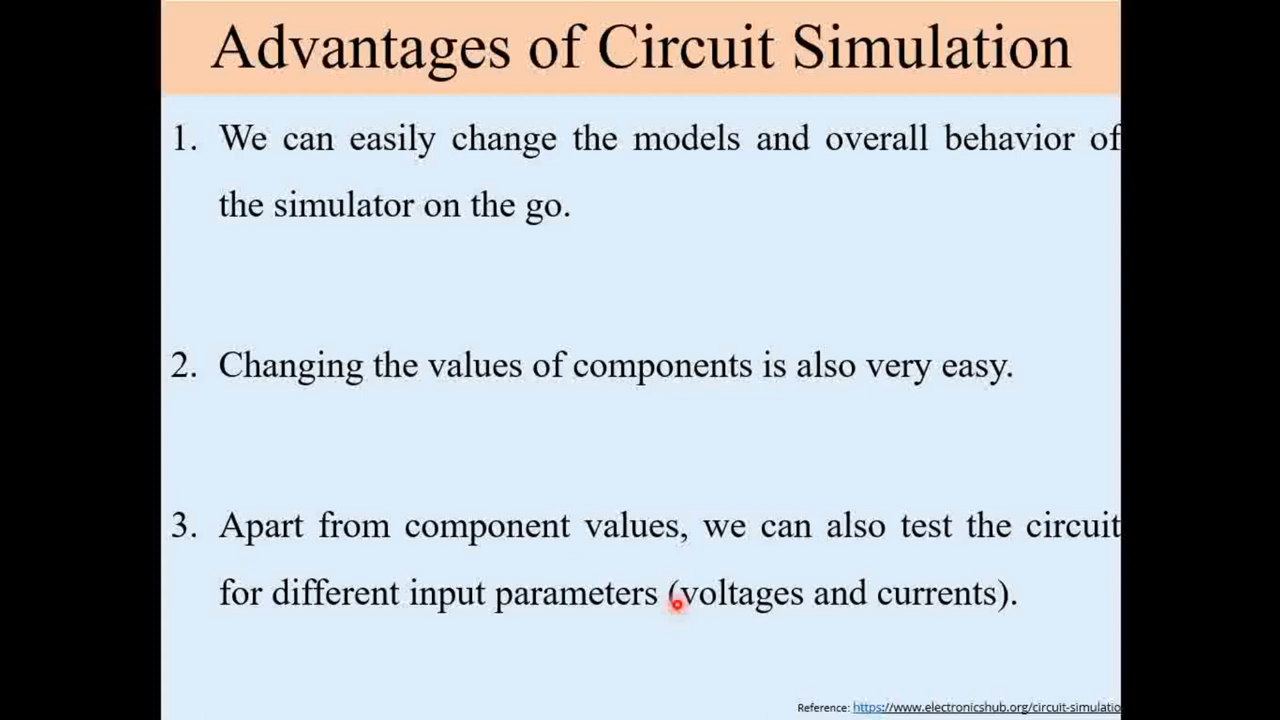 Advantages of Circuit Simulation
1. We can easily change the models and overall behavior of
the simulator on the go.
2. Changing the values of components is also very easy.
3. Apart from component values, we can also test the circuit
for different input parameters (voltages and currents).
Reference: https://www.electronicshub.org/circuit-simulatio